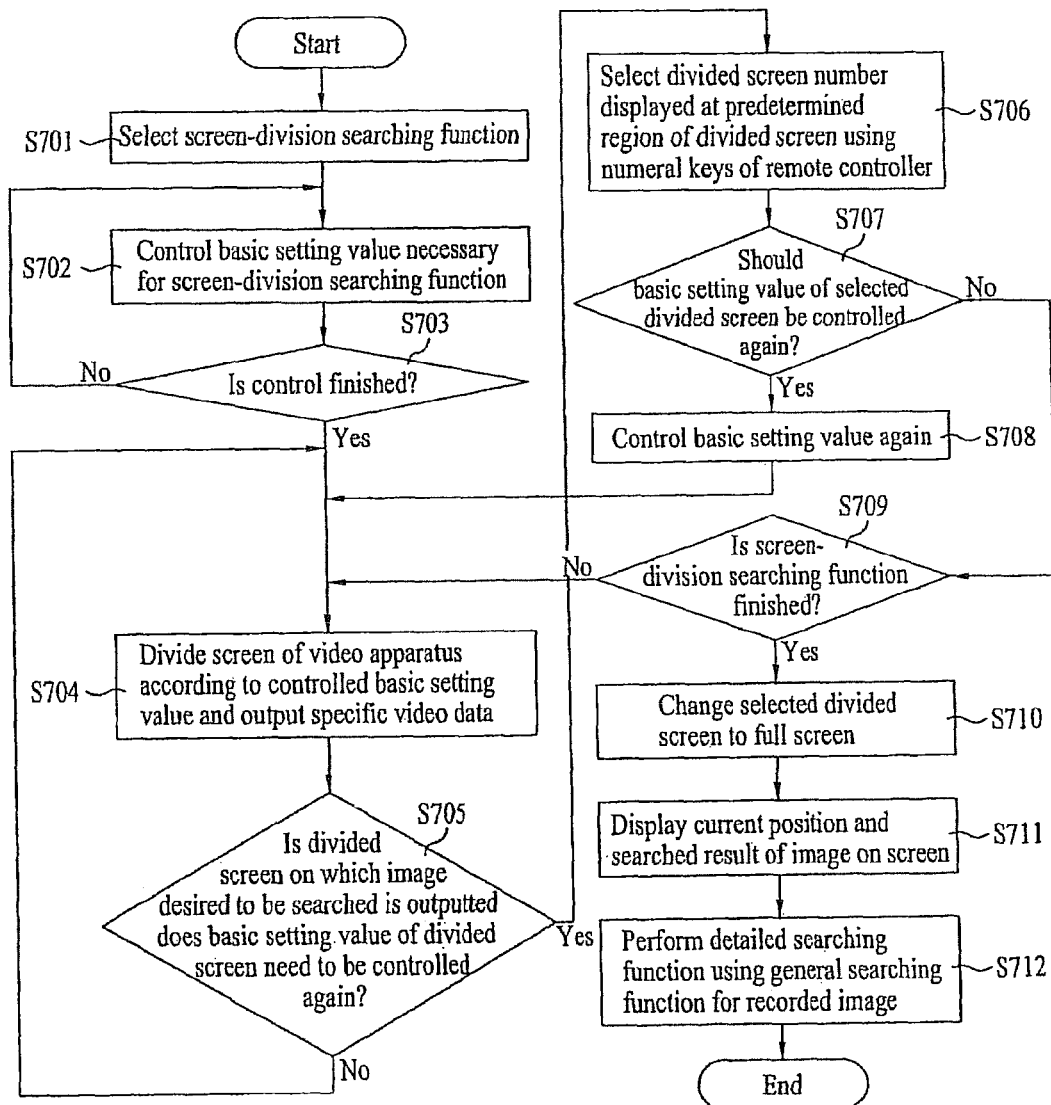 Start
S701
Select screen-division searching function
S702
Control basic setting value necessary
for screen-division searching function
S703
Is control finished?
No
Yes
S704
Divide screen of video apparatus
according to controlled basic setting
value and output specific video data
S705
Is divided
screen on which image
desired to be searched is outputted
does basic setting value of divided
screen need to be controlled
again?
Yes
No
Select divided screen number
displayed at predetermined
region of divided screen using
numeral keys of remote controller
S706
S707
Should
basic setting value of selected
divided screen be controlled
again?
No
Yes
Control basic setting value again
S708
S709
Is screen-
division searching function
finished?
No
Yes
Change selected divided
screen to full screen
S710
Display current position and
searched result of image on screen
S711
Perform detailed searching
function using general searching
function for recorded image
S712
End